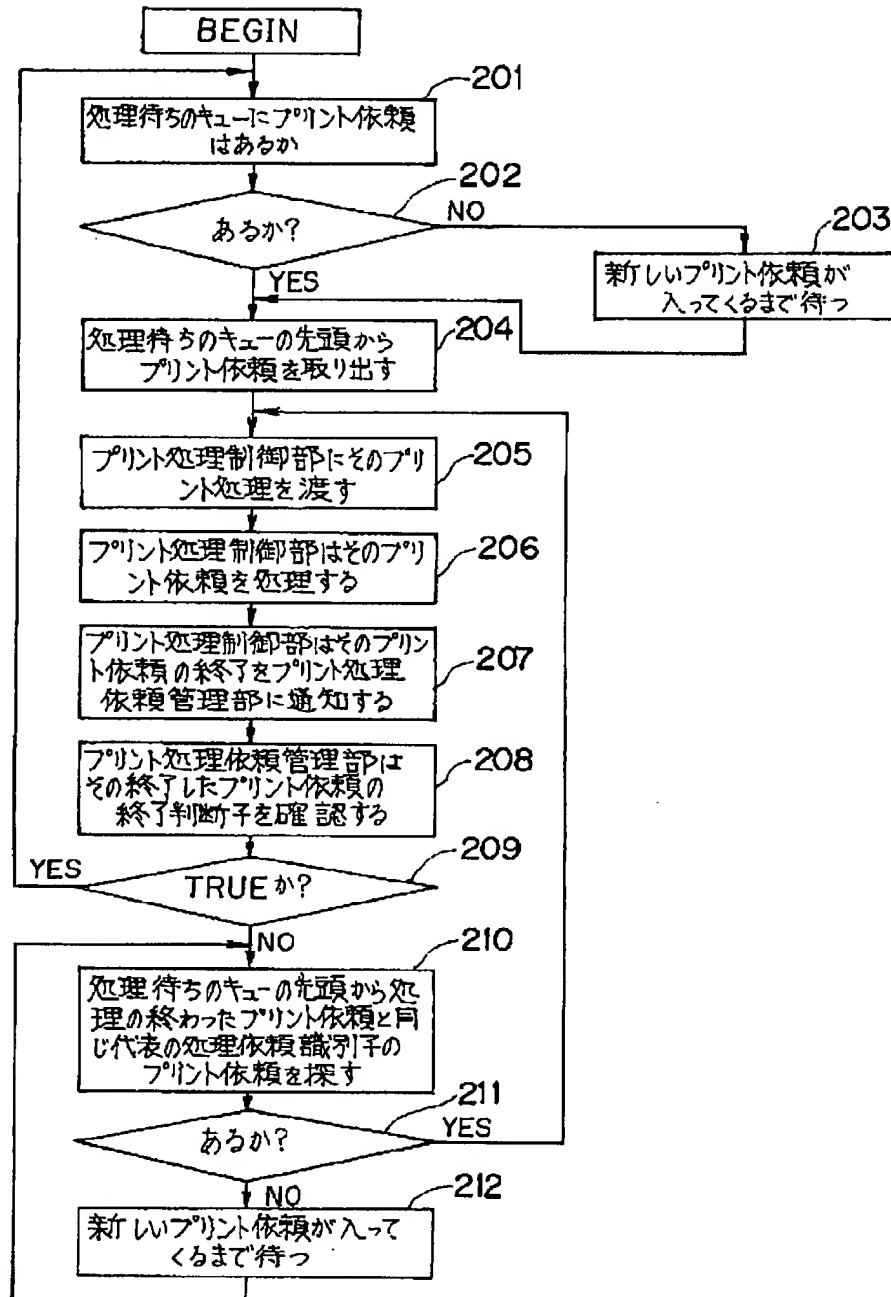 BEGIN
201
処理待ちのキューにプリント依頼
はあるか
202
あるか?
NO
203
新しいプリント依頼が
入ってくるまで待つ
YES
204
処理待ちのキューの先頭から
プリント依頼を取り出す
205
プリント処理制御部にそのプリ
ント処理を渡す
206
プリント処理制御部はそのプリ
ント依頼を処理する
207
プリント処理制御部はそのプリン
ト依頼の終了をプリント処理
依頼管理部に通知する
208
プリント処理依頼管理部は
その終了したプリント依頼の
終了判断子を確認する
209
YES
TRUEか?
NO
210
処理待ちのキューの先頭から処
理の終わったプリント依頼と同
じ代表の処理依頼識別子の
プリント依頼を探す
211
あるか?
YES
NO
212
新しいプリント依頼が入って
くるまで待つ